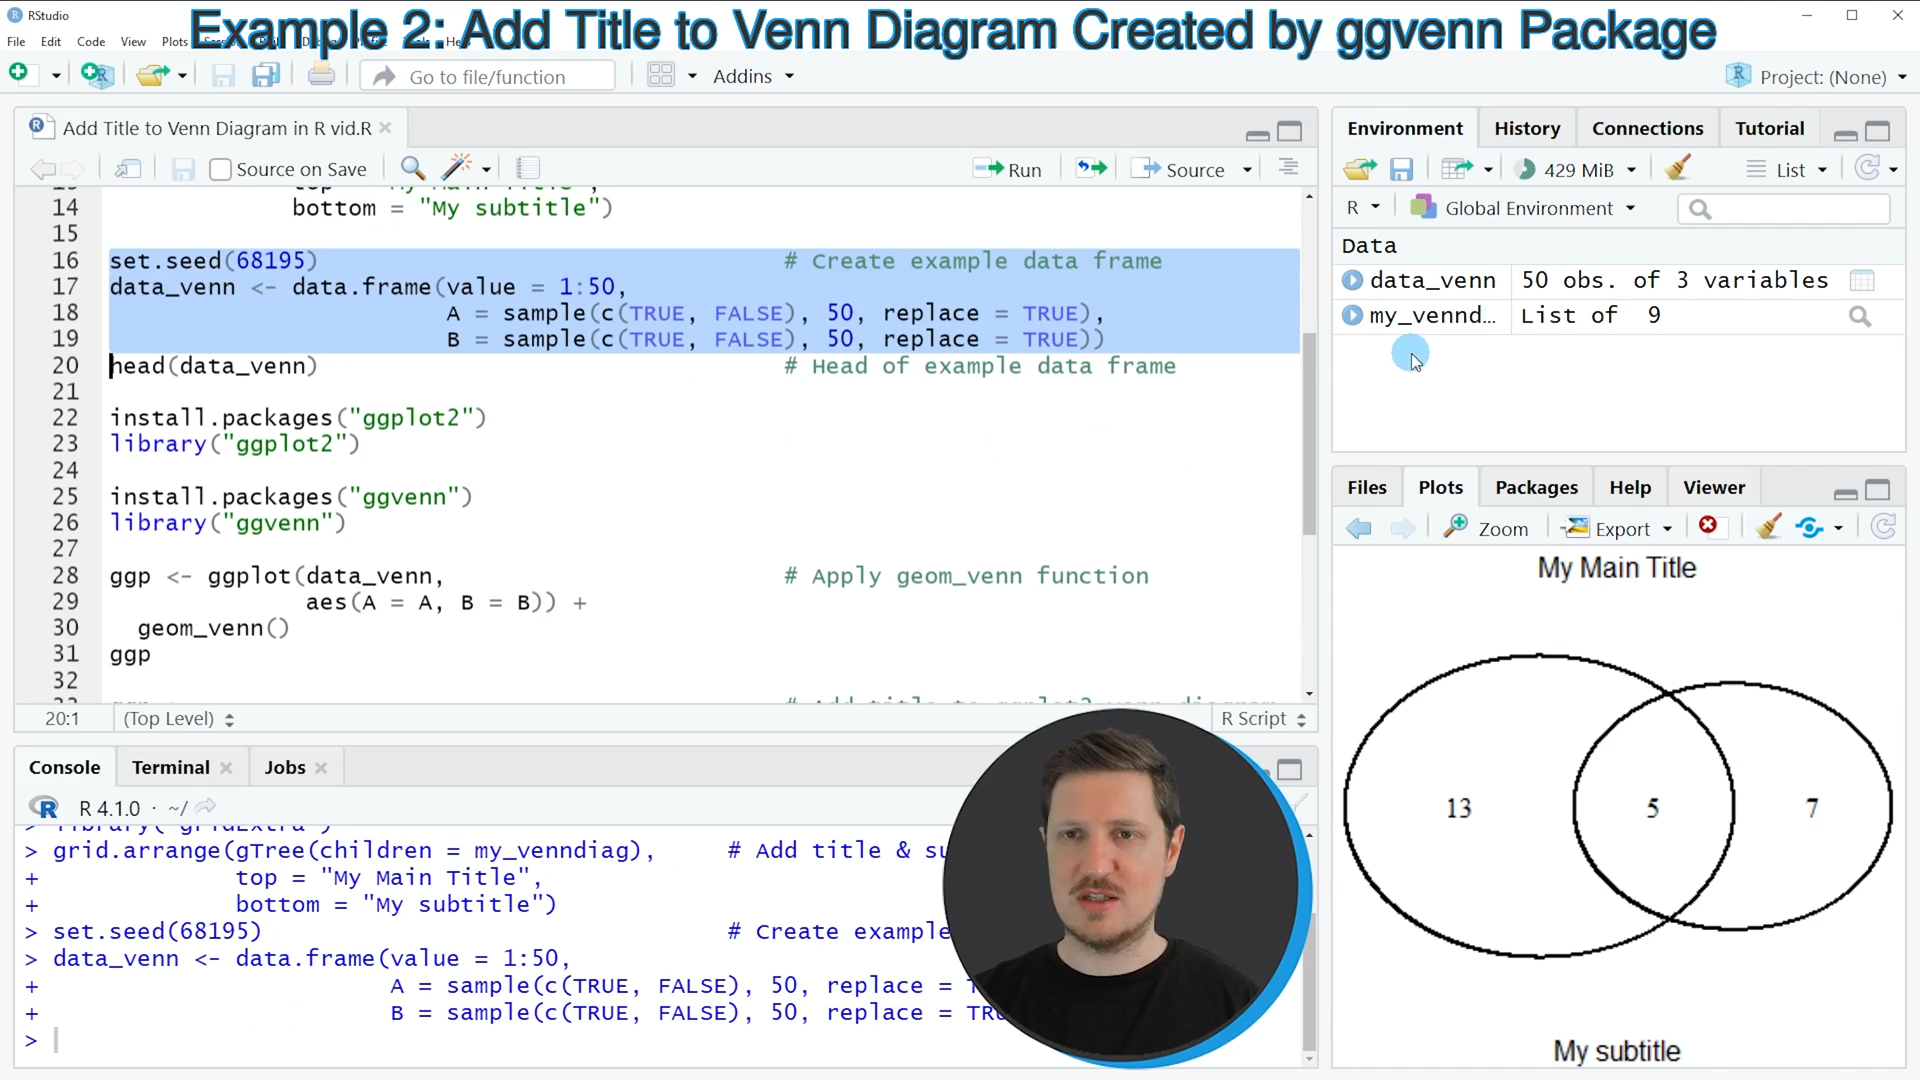 RStudio
Example 2: Add Title to Venn Diagram Created by ggvenn Package
File Edit Code View Plots
Go to file/function
Addins
Project: (None)
Add Title to Venn Diagram in R vid.R
Source on Save
Run
Source
14 bottom = "My subtitle")
15
16 set.seed(68195) # Create example data frame
17 data_venn <- data.frame(value = 1:50,
18 A = sample(c(TRUE, FALSE), 50, replace = TRUE),
19 B = sample(c(TRUE, FALSE), 50, replace = TRUE))
20 head(data_venn) # Head of example data frame
21
22 install.packages("ggplot2")
23 library("ggplot2")
24
25 install.packages("ggvenn")
26 library("ggvenn")
27
28 ggp <- ggplot(data_venn, # Apply geom_venn function
29 aes(A = A, B = B)) +
30 geom_venn()
31 ggp
32
20:1 (Top Level) R Script
Console Terminal Jobs
R 4.1.0 · ~/
> library("gridExtra")
> grid.arrange(gTree(children = my_venndiag), # Add title & su
+ top = "My Main Title",
+ bottom = "My subtitle")
> set.seed(68195) # Create example
> data_venn <- data.frame(value = 1:50,
+ A = sample(c(TRUE, FALSE), 50, replace =
+ B = sample(c(TRUE, FALSE), 50, replace =
>
Environment History Connections Tutorial
429 MiB
List
R Global Environment
Data
data_venn 50 obs. of 3 variables
my_vennd… List of 9
Files Plots Packages Help Viewer
Zoom Export
My Main Title
13 5 7
My subtitle